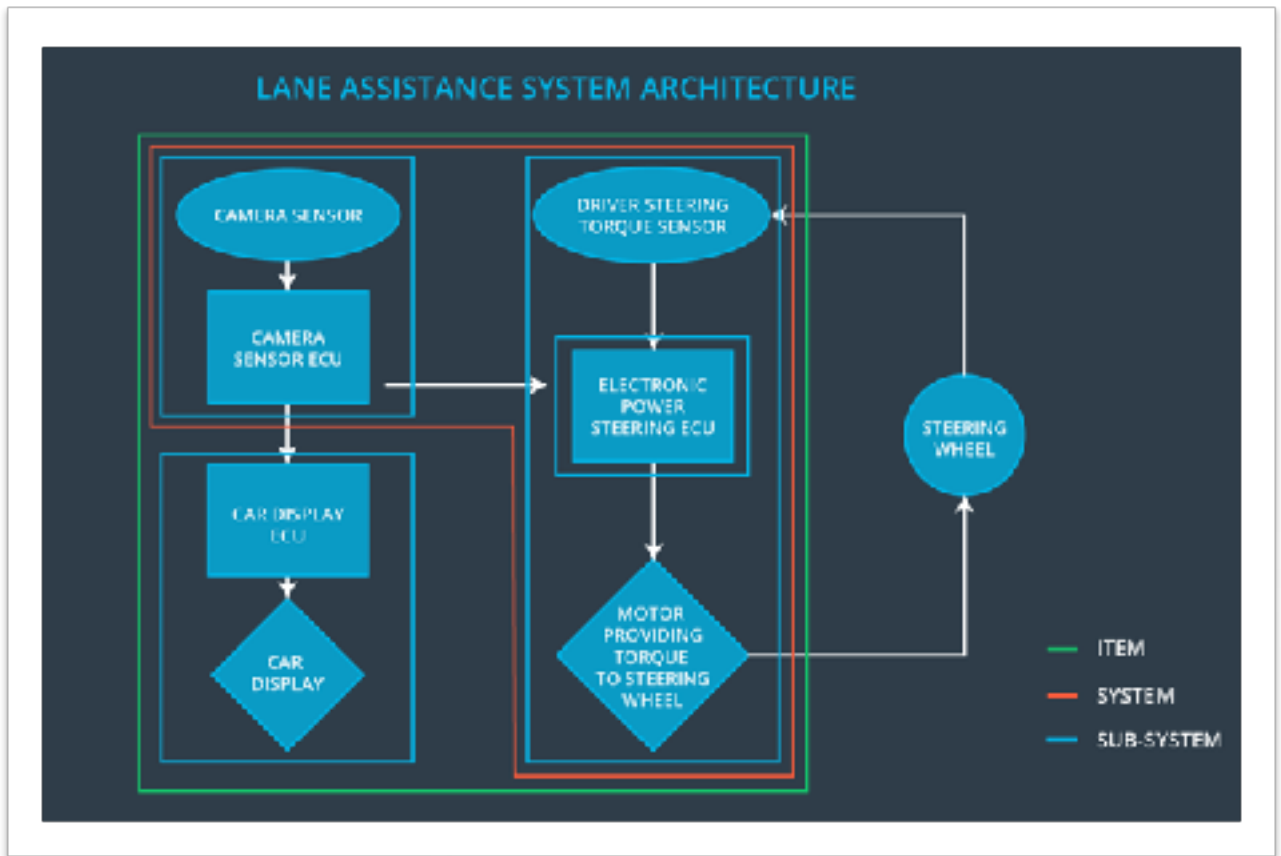 LANE ASSISTANCE SYSTEM ARCHITECTURE
CAMERA SENSOR
CAMERA
SENSOR ECU
CAR DISPLAY
ECU
CAR
DISPLAY
DRIVER STEERING
TORQUE SENSOR
ELECTRONIC
POWER
STEERING ECU
MOTOR
PROVIDING
TORQUE
TO STEERING
WHEEL
STEERING
WHEEL
ITEM
SYSTEM
SUB-SYSTEM